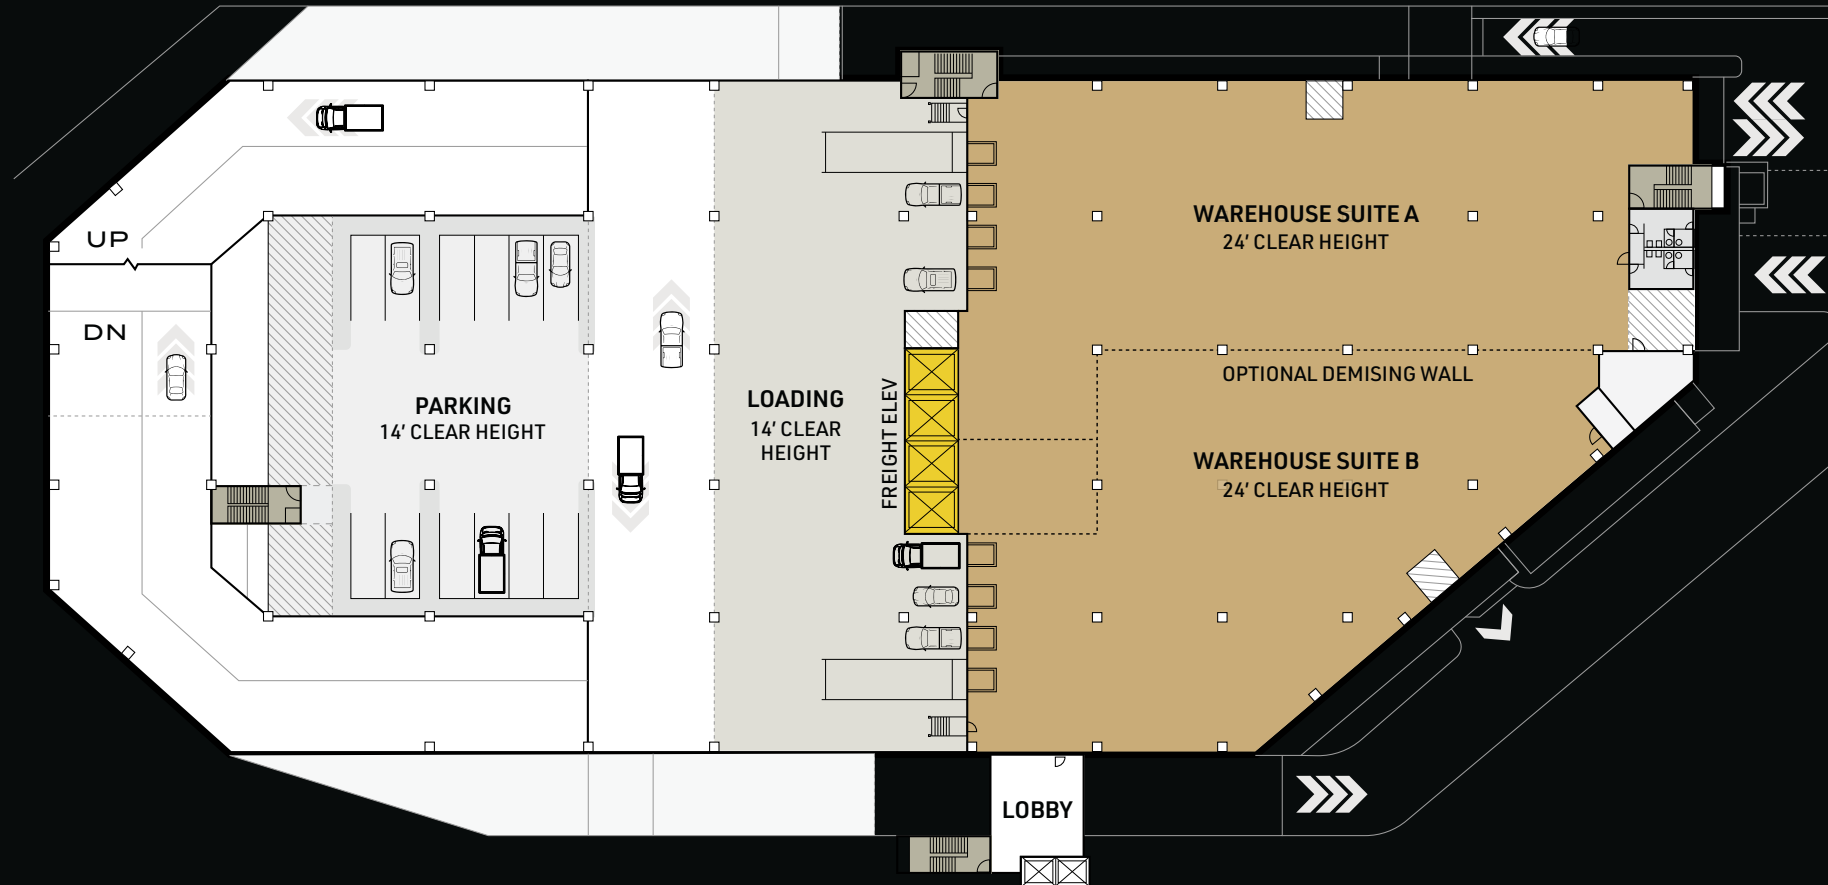 UP
DN
PARKING
14' CLEAR HEIGHT
LOADING
14' CLEAR
HEIGHT
FREIGHT ELEV
WAREHOUSE SUITE A
24' CLEAR HEIGHT
OPTIONAL DEMISING WALL
WAREHOUSE SUITE B
24' CLEAR HEIGHT
LOBBY